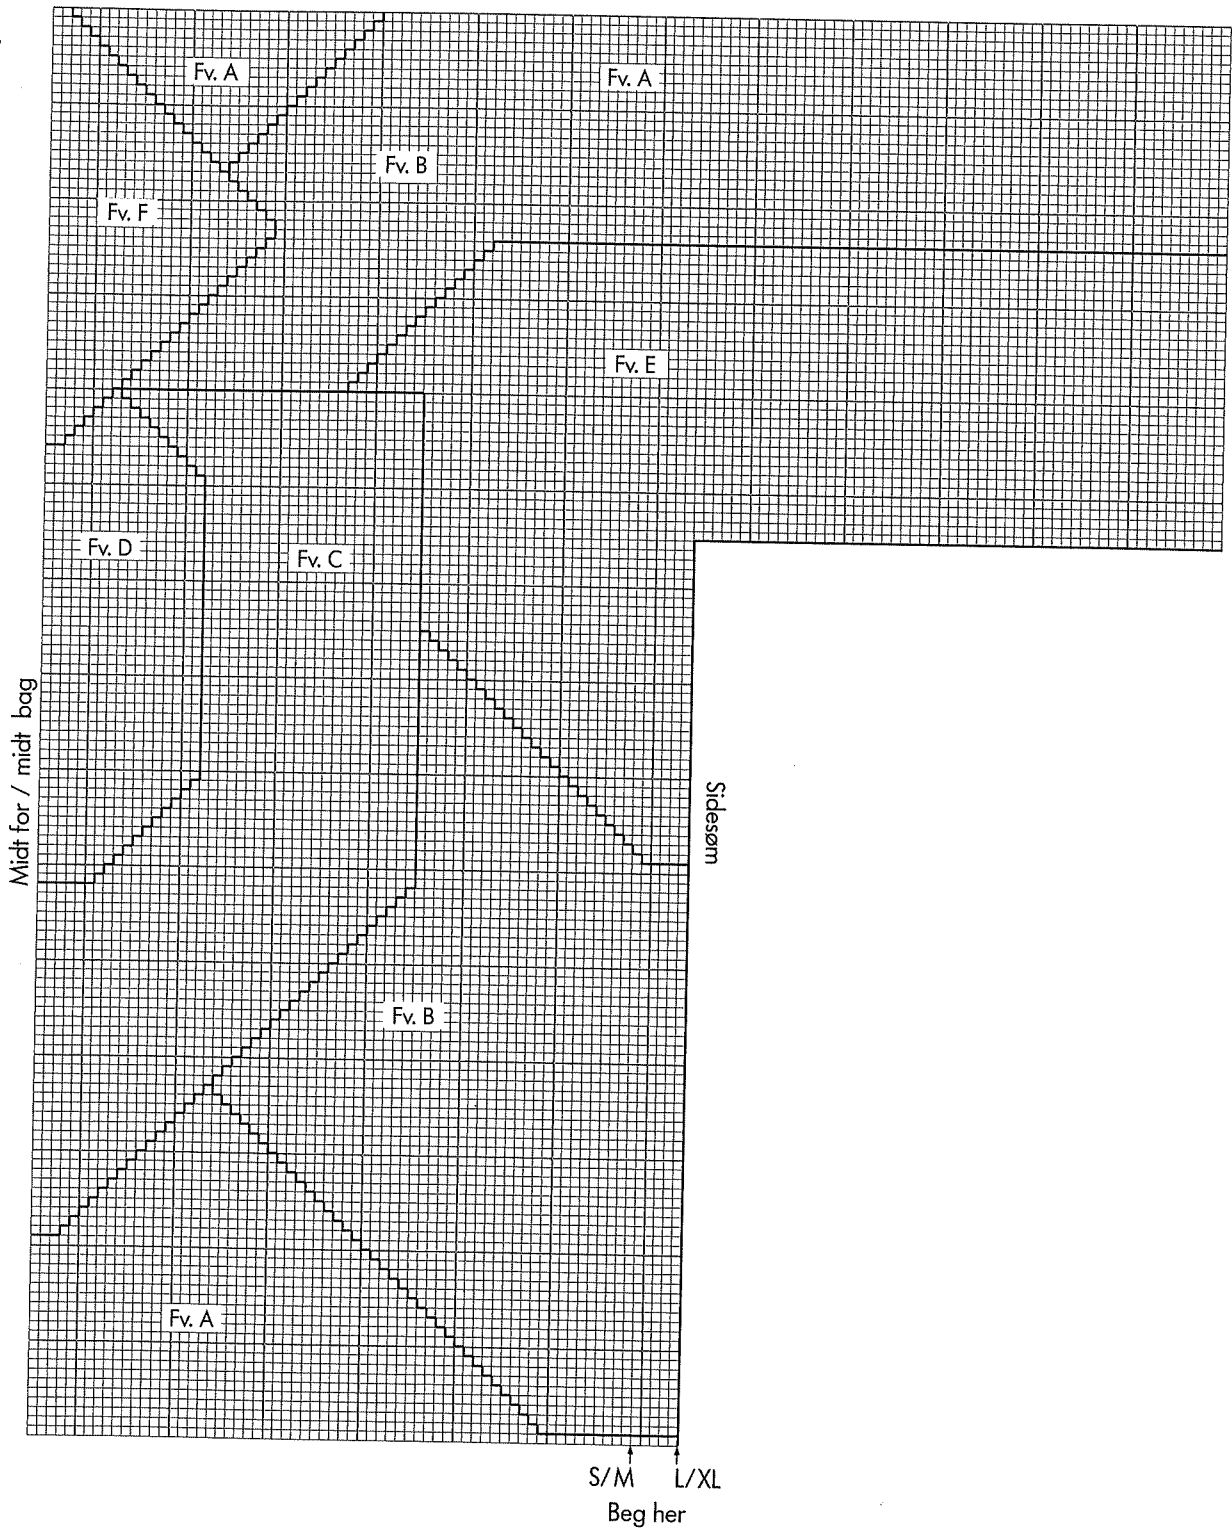 Fv. A
Fv. A
Fv. B
Fv. F
Fv. E
Fv. D
Fv. C
Midt for / midt bag
Sidesøm
Fv. B
Fv. A
S/M
L/XL
Beg her